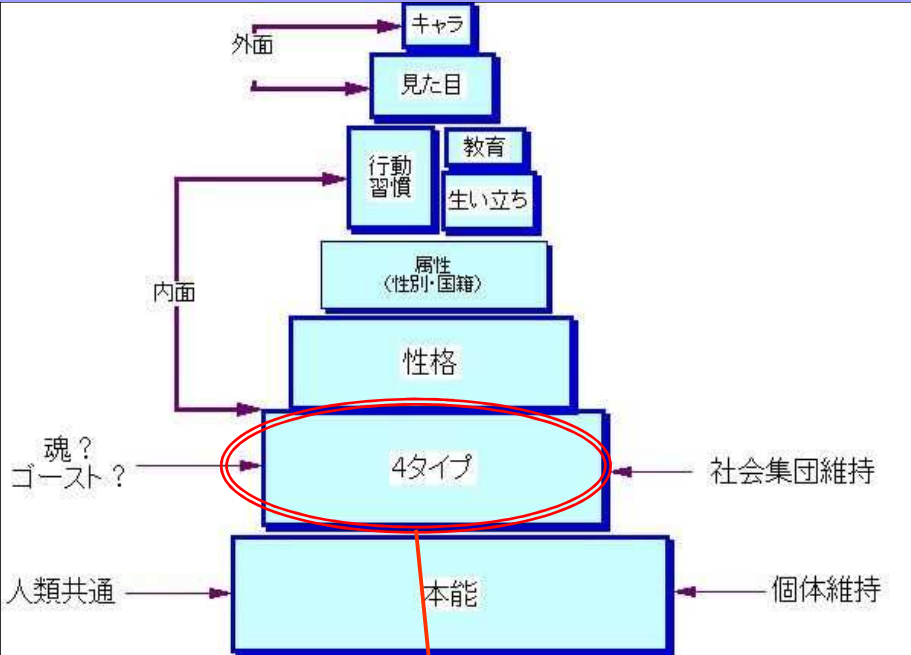 キャラ
外面
見た目
行動
習慣
教育
生い立ち
属性
(性別・国籍)
内面
性格
魂？
ゴースト？
4タイプ
社会集団維持
人類共通
本能
個体維持